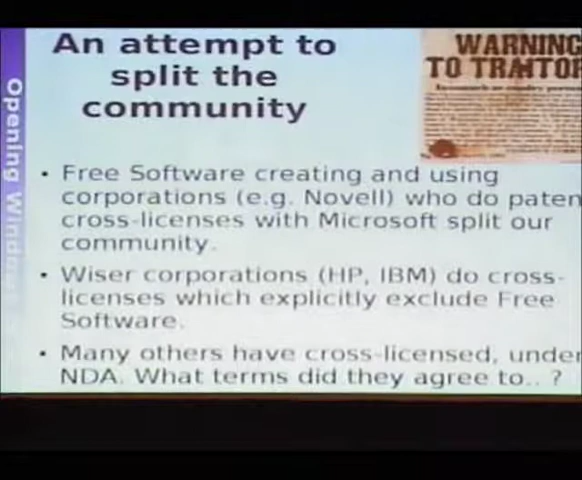 An attempt to
split the
community
WARNING
TO TRAITOR
Opening Windows
• Free Software creating and using
corporations (e.g. Novell) who do paten
cross-licenses with Microsoft split our
community.
• Wiser corporations (HP, IBM) do cross-
licenses which explicitly exclude Free
Software.
• Many others have cross-licensed, under
NDA. What terms did they agree to.. ?